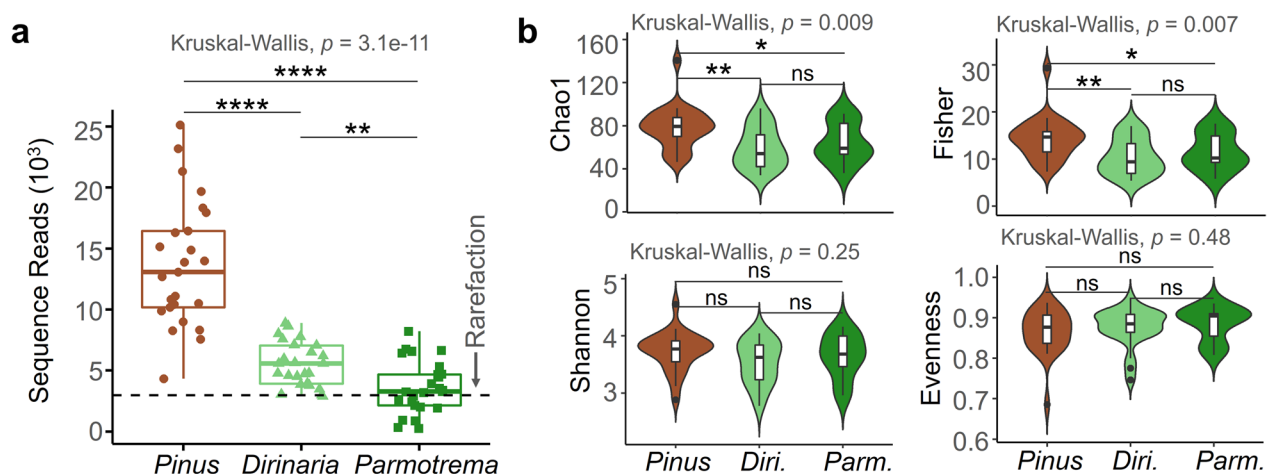 a
Kruskal-Wallis, p = 3.1e-11
****
****
**
Sequence Reads (10³)
25
20
15
10
5
0
Rarefaction
Pinus Dirinaria Parmotrema
b
Kruskal-Wallis, p = 0.009
Chao1
160
120
80
40
0
*
**
ns
Kruskal-Wallis, p = 0.007
Fisher
30
20
10
0
*
**
ns
Kruskal-Wallis, p = 0.25
Shannon
5
4
3
ns
ns
ns
Pinus Diri. Parm.
Kruskal-Wallis, p = 0.48
Evenness
1.0
0.9
0.8
0.7
0.6
ns
ns
ns
Pinus Diri. Parm.